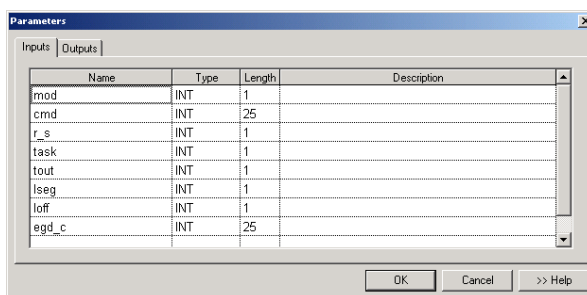 Parameters
Inputs Outputs
Name Type Length Description
mod INT 1
cmd INT 25
r_s INT 1
task INT 1
tout INT 1
lseg INT 1
loff INT 1
egd_c INT 25
OK Cancel >> Help